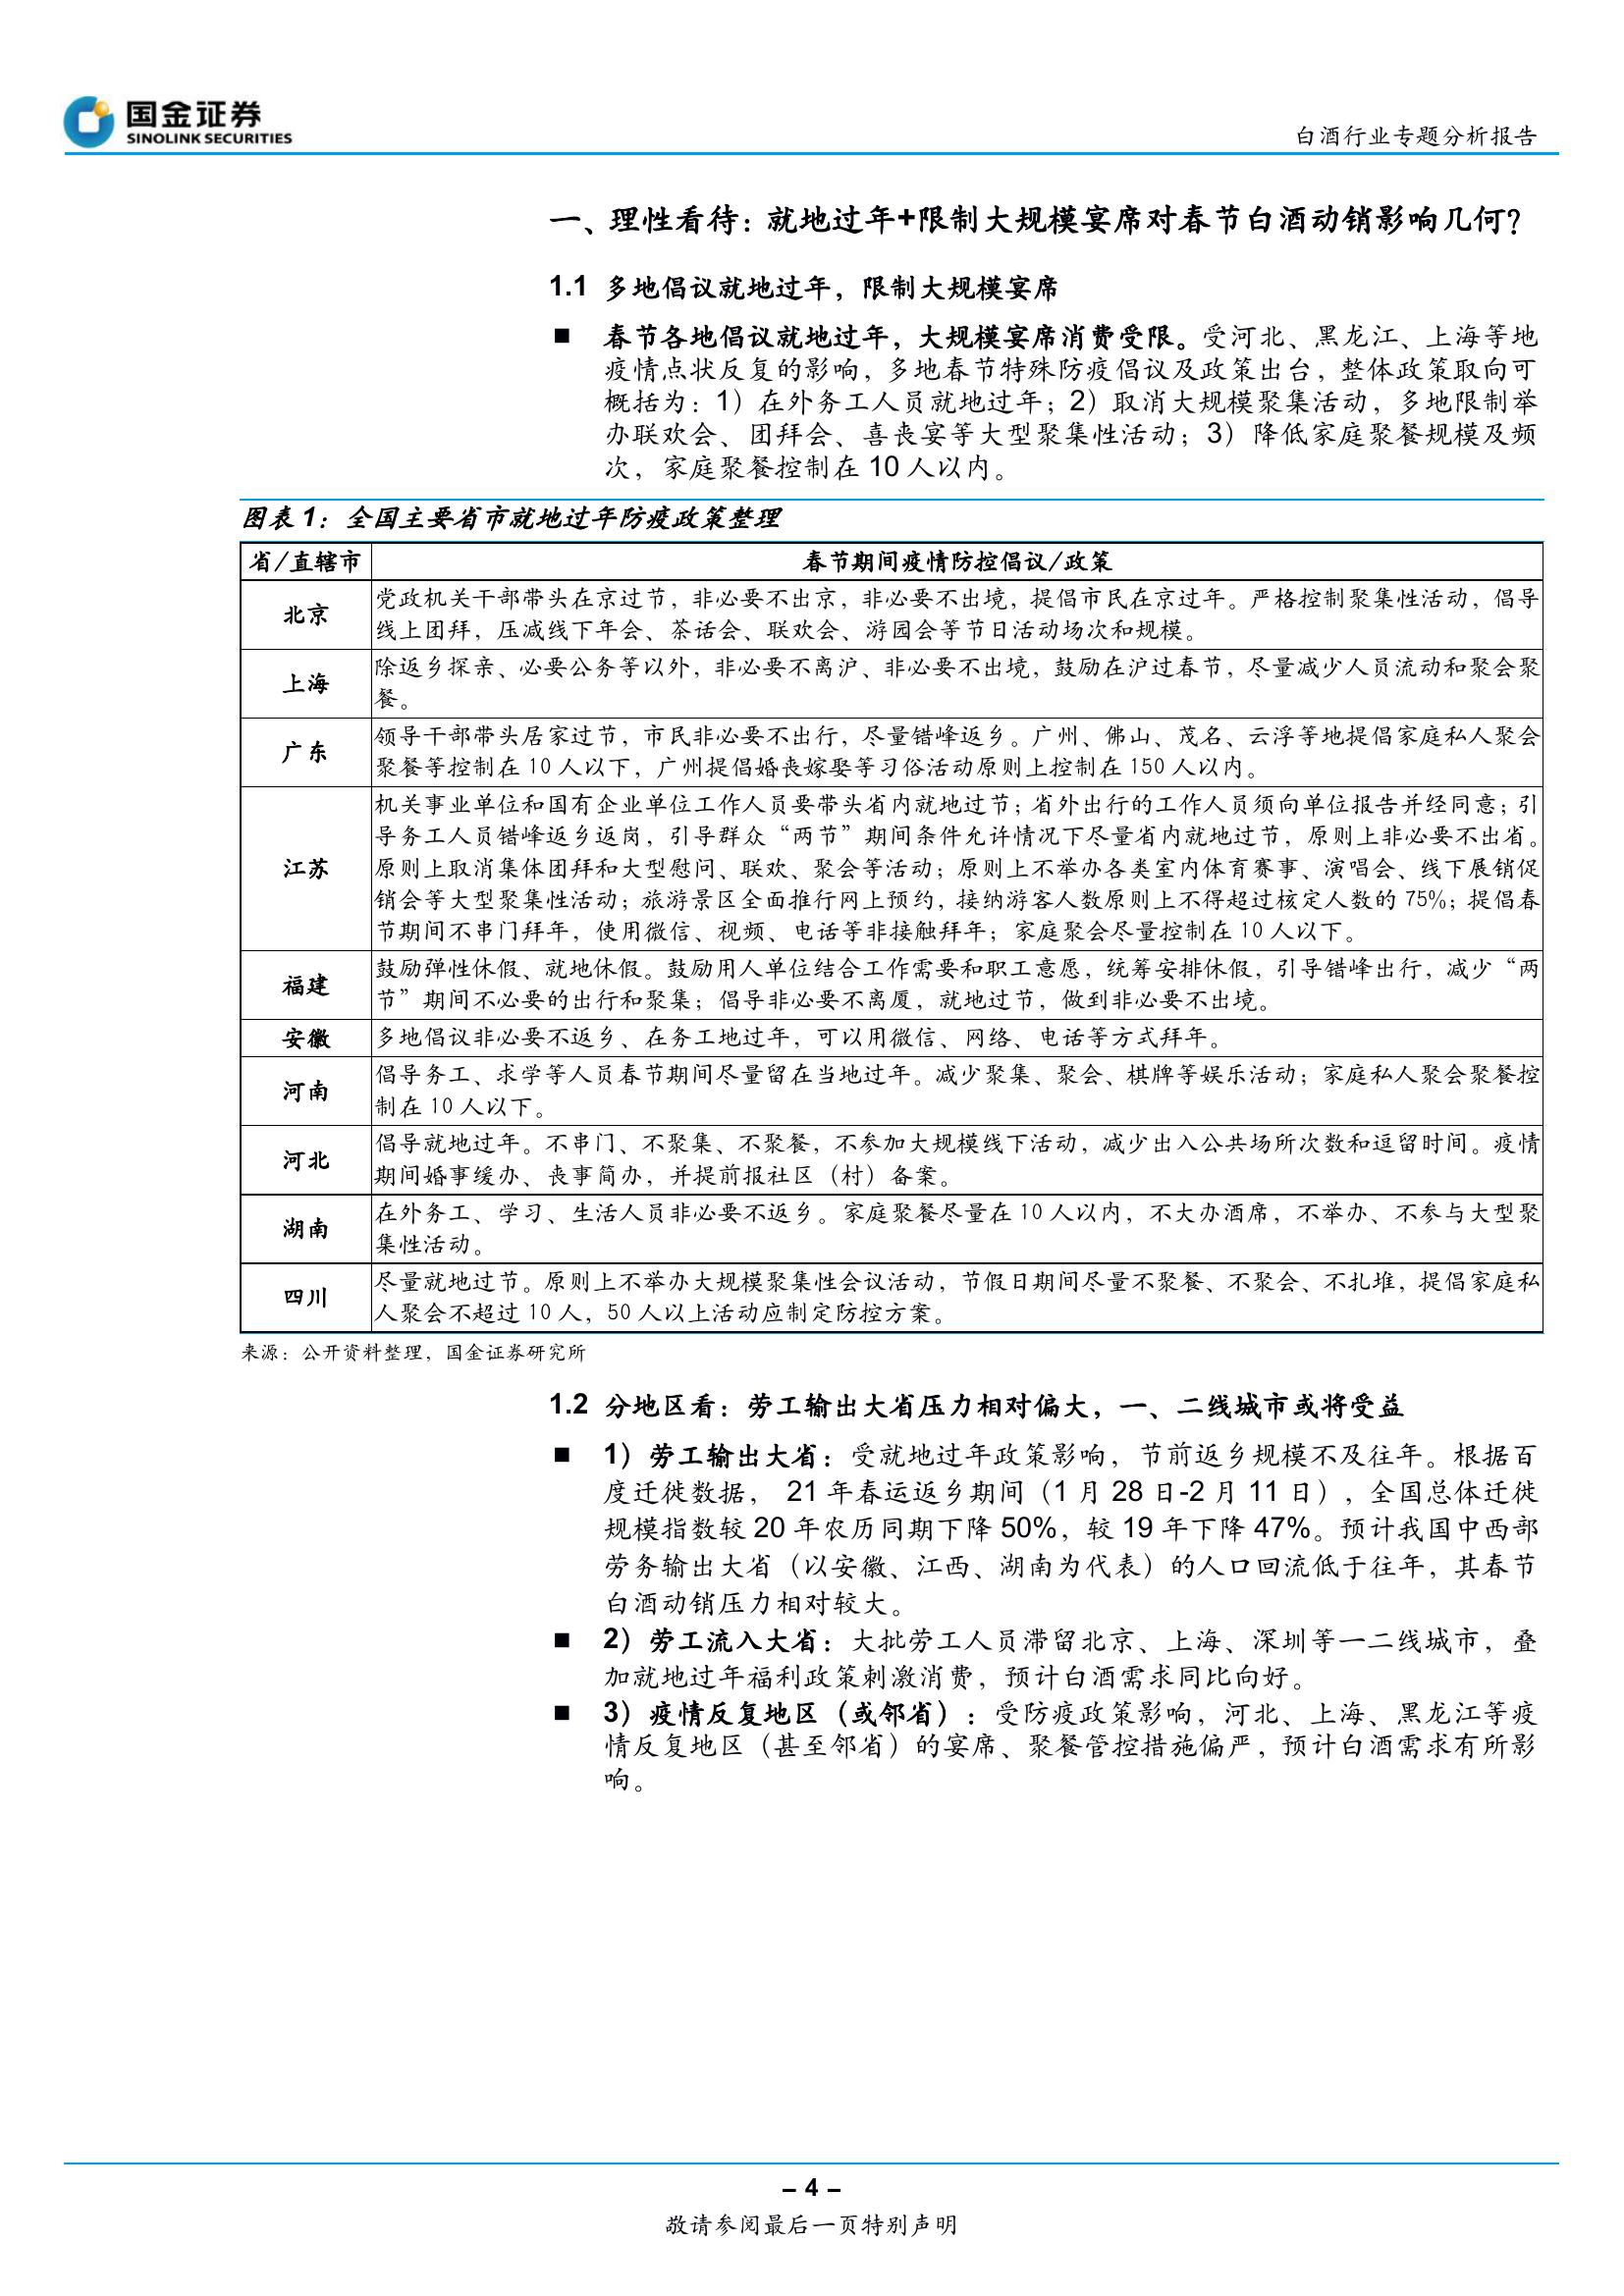 国金证券
SINOLINK SECURITIES
白酒行业专题分析报告
一、理性看待：就地过年+限制大规模宴席对春节白酒动销影响几何？
1.1 多地倡议就地过年，限制大规模宴席
■ 春节各地倡议就地过年，大规模宴席消费受限。受河北、黑龙江、上海等地
疫情点状反复的影响，多地春节特殊防疫倡议及政策出台，整体政策取向可
概括为：1）在外务工人员就地过年；2）取消大规模聚集活动，多地限制举
办联欢会、团拜会、喜丧宴等大型聚集性活动；3）降低家庭聚餐规模及频
次，家庭聚餐控制在 10 人以内。
图表 1：全国主要省市就地过年防疫政策整理
省/直辖市 春节期间疫情防控倡议/政策
北京
党政机关干部带头在京过节，非必要不出京，非必要不出境，提倡市民在京过年。严格控制聚集性活动，倡导
线上团拜，压减线下年会、茶话会、联欢会、游园会等节日活动场次和规模。
上海
除返乡探亲、必要公务等以外，非必要不离沪、非必要不出境，鼓励在沪过春节，尽量减少人员流动和聚会聚
餐。
广东
领导干部带头居家过节，市民非必要不出行，尽量错峰返乡。广州、佛山、茂名、云浮等地提倡家庭私人聚会
聚餐等控制在 10 人以下，广州提倡婚丧嫁娶等习俗活动原则上控制在 150 人以内。
江苏
机关事业单位和国有企业单位工作人员要带头省内就地过节；省外出行的工作人员须向单位报告并经同意；引
导务工人员错峰返乡返岗，引导群众“两节”期间条件允许情况下尽量省内就地过节，原则上非必要不出省。
原则上取消集体团拜和大型慰问、联欢、聚会等活动；原则上不举办各类室内体育赛事、演唱会、线下展销促
销会等大型聚集性活动；旅游景区全面推行网上预约，接纳游客人数原则上不得超过核定人数的 75%；提倡春
节期间不串门拜年，使用微信、视频、电话等非接触拜年；家庭聚会尽量控制在 10 人以下。
福建
鼓励弹性休假、就地休假。鼓励用人单位结合工作需要和职工意愿，统筹安排休假，引导错峰出行，减少“两
节”期间不必要的出行和聚集；倡导非必要不离厦，就地过节，做到非必要不出境。
安徽
多地倡议非必要不返乡、在务工地过年，可以用微信、网络、电话等方式拜年。
河南
倡导务工、求学等人员春节期间尽量留在当地过年。减少聚集、聚会、棋牌等娱乐活动；家庭私人聚会聚餐控
制在 10 人以下。
河北
倡导就地过年。不串门、不聚集、不聚餐，不参加大规模线下活动，减少出入公共场所次数和逗留时间。疫情
期间婚事缓办、丧事简办，并提前报社区（村）备案。
湖南
在外务工、学习、生活人员非必要不返乡。家庭聚餐尽量在 10 人以内，不大办酒席，不举办、不参与大型聚
集性活动。
四川
尽量就地过节。原则上不举办大规模聚集性会议活动，节假日期间尽量不聚餐、不聚会、不扎堆，提倡家庭私
人聚会不超过 10 人，50 人以上活动应制定防控方案。
来源：公开资料整理，国金证券研究所
1.2 分地区看：劳工输出大省压力相对偏大，一、二线城市或将受益
■ 1）劳工输出大省：受就地过年政策影响，节前返乡规模不及往年。根据百
度迁徙数据， 21 年春运返乡期间（1 月 28 日-2 月 11 日），全国总体迁徙
规模指数较 20 年农历同期下降 50%，较 19 年下降 47%。预计我国中西部
劳务输出大省（以安徽、江西、湖南为代表）的人口回流低于往年，其春节
白酒动销压力相对较大。
■ 2）劳工流入大省：大批劳工人员滞留北京、上海、深圳等一二线城市，叠
加就地过年福利政策刺激消费，预计白酒需求同比向好。
■ 3）疫情反复地区（或邻省）：受防疫政策影响，河北、上海、黑龙江等疫
情反复地区（甚至邻省）的宴席、聚餐管控措施偏严，预计白酒需求有所影
响。
- 4 -
敬请参阅最后一页特别声明